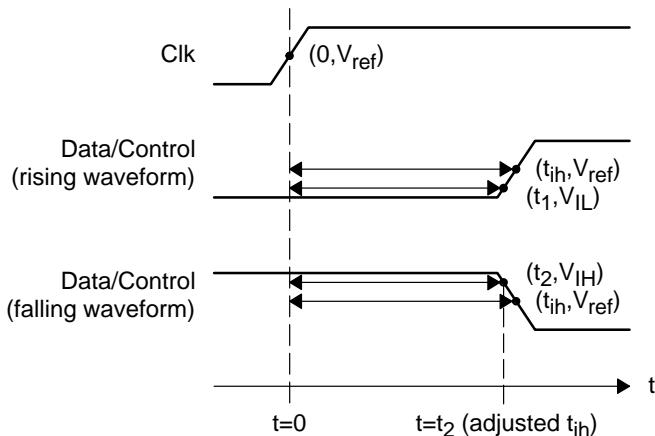 Clk
(0,Vref)
Data/Control
(rising waveform)
(tih,Vref)
(t1,VIL)
Data/Control
(falling waveform)
(t2,VIH)
(tih,Vref)
t
t=0
t=t2 (adjusted tih)